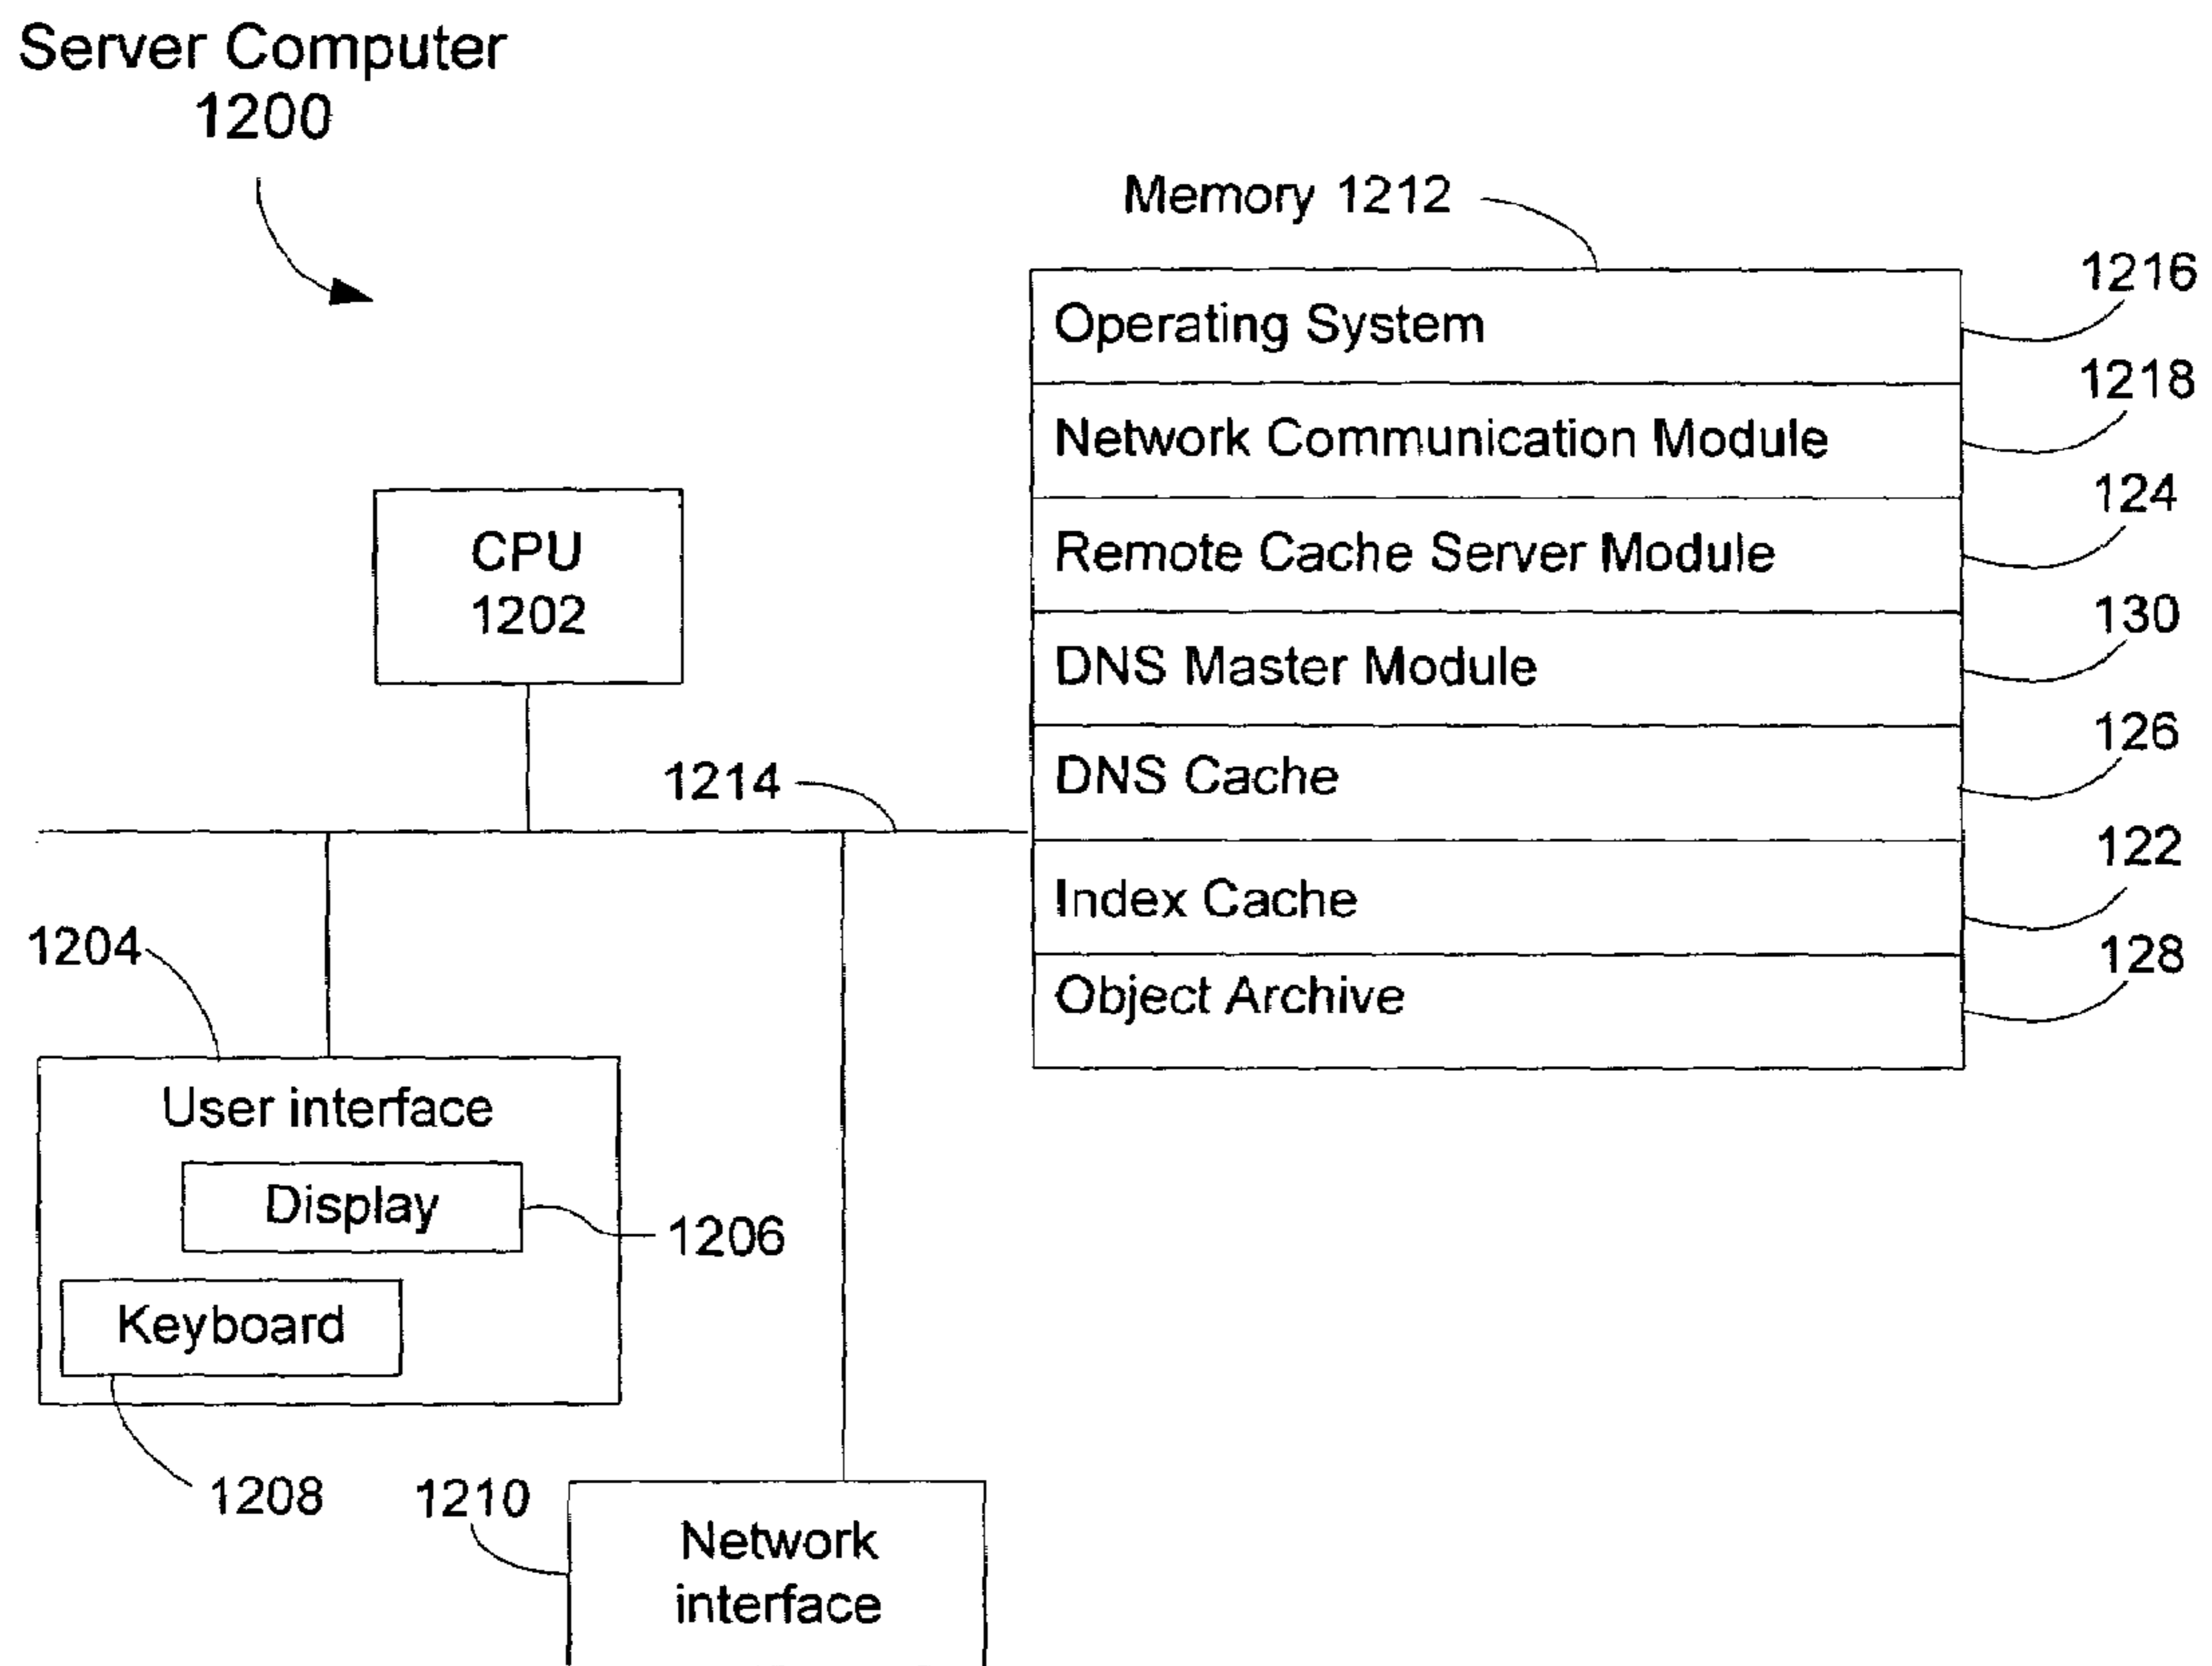 Server Computer
1200
Memory 1212
Operating System
1216
Network Communication Module
1218
Remote Cache Server Module
124
DNS Master Module
130
DNS Cache
126
Index Cache
122
Object Archive
128
CPU
1202
1214
1204
User interface
Display
1206
Keyboard
1208
1210
Network
interface